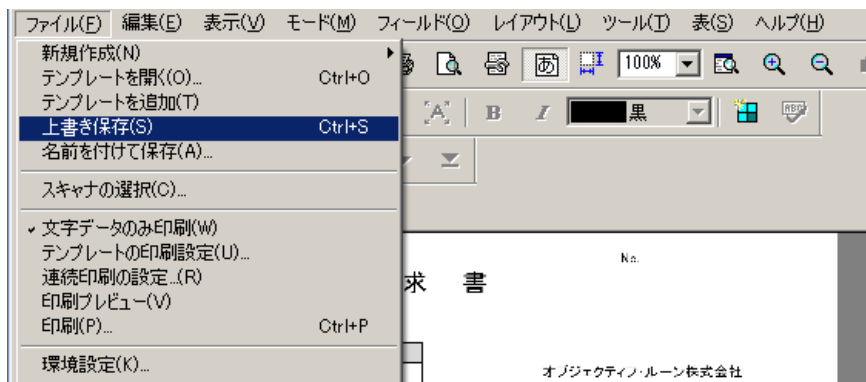 ファイル(F) 編集(E) 表示(V) モード(M) フィールド(O) レイアウト(L) ツール(T) 表(S) ヘルプ(H)
新規作成(N)
テンプレートを開く(O)... Ctrl+O
テンプレートを追加(T)
上書き保存(S) Ctrl+S
名前を付けて保存(A)...
スキャナの選択(C)...
文字データのみ印刷(W)
テンプレートの印刷設定(U)...
連続印刷の設定...(R)
印刷プレビュー(V)
印刷(P)... Ctrl+P
環境設定(K)...
あ 100%
A B I 黒 ABC
No.
求 書
オブジェクティブ・ルーン株式会社